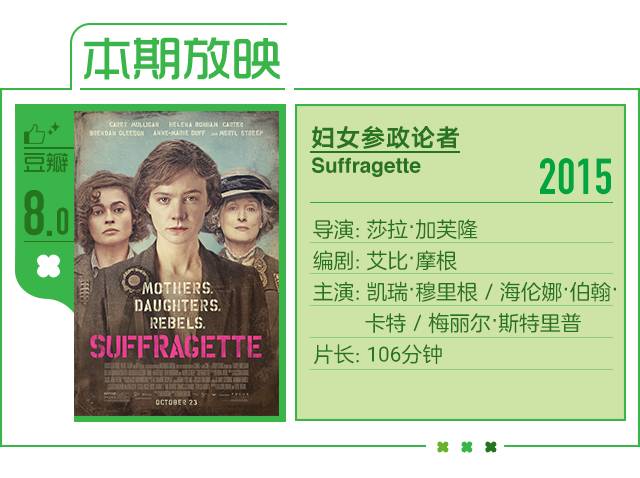 本期放映
豆瓣
8.0
CAREY MULLIGAN HELENA BONHAM CARTER
BRENDAN GLEESON ANNE-MARIE DUFF AND MERYL STREEP
MOTHERS.
DAUGHTERS.
REBELS.
SUFFRAGETTE
OCTOBER 23
妇女参政论者
Suffragette
2015
导演: 莎拉·加芙隆
编剧: 艾比·摩根
主演: 凯瑞·穆里根 / 海伦娜·伯翰·
卡特 / 梅丽尔·斯特里普
片长: 106分钟